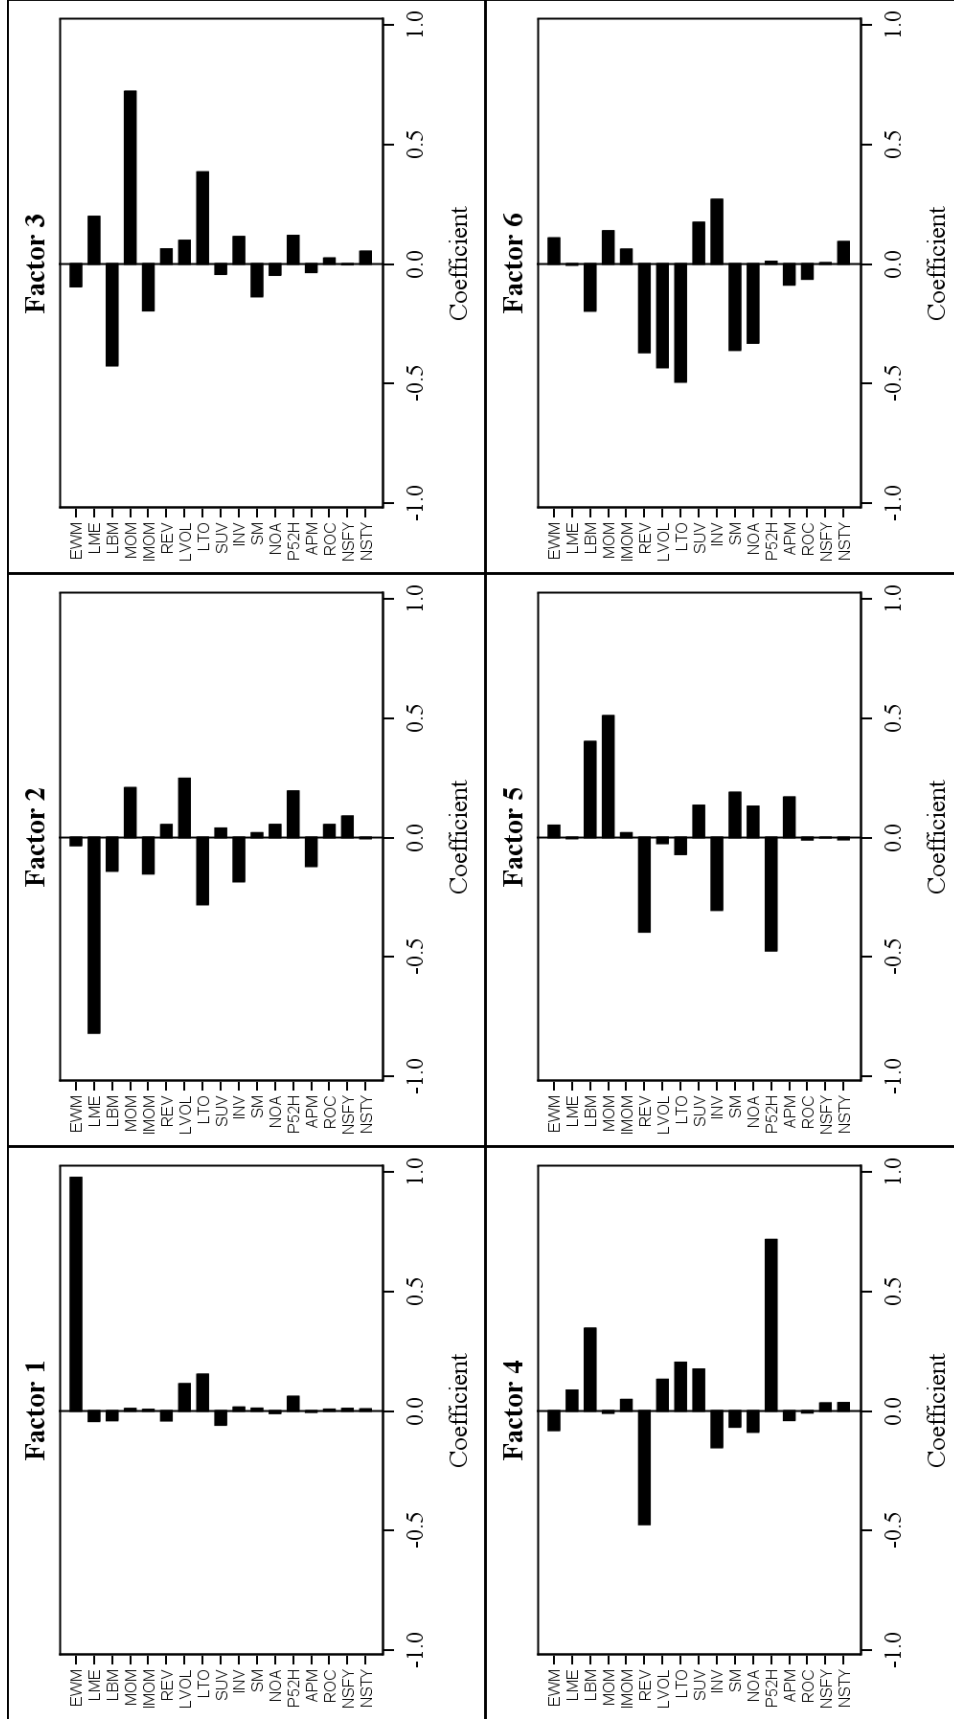 Factor 1
EWM
LME
LBM
MOM
IMOM
REV
LVOL
LTO
SUV
INV
SM
NOA
P52H
APM
ROC
NSFY
NSTY
-1.0 -0.5 0.0 0.5 1.0
Coefficient
Factor 2
EWM
LME
LBM
MOM
IMOM
REV
LVOL
LTO
SUV
INV
SM
NOA
P52H
APM
ROC
NSFY
NSTY
-1.0 -0.5 0.0 0.5 1.0
Coefficient
Factor 3
EWM
LME
LBM
MOM
IMOM
REV
LVOL
LTO
SUV
INV
SM
NOA
P52H
APM
ROC
NSFY
NSTY
-1.0 -0.5 0.0 0.5 1.0
Coefficient
Factor 4
EWM
LME
LBM
MOM
IMOM
REV
LVOL
LTO
SUV
INV
SM
NOA
P52H
APM
ROC
NSFY
NSTY
-1.0 -0.5 0.0 0.5 1.0
Coefficient
Factor 5
EWM
LME
LBM
MOM
IMOM
REV
LVOL
LTO
SUV
INV
SM
NOA
P52H
APM
ROC
NSFY
NSTY
-1.0 -0.5 0.0 0.5 1.0
Coefficient
Factor 6
EWM
LME
LBM
MOM
IMOM
REV
LVOL
LTO
SUV
INV
SM
NOA
P52H
APM
ROC
NSFY
NSTY
-1.0 -0.5 0.0 0.5 1.0
Coefficient